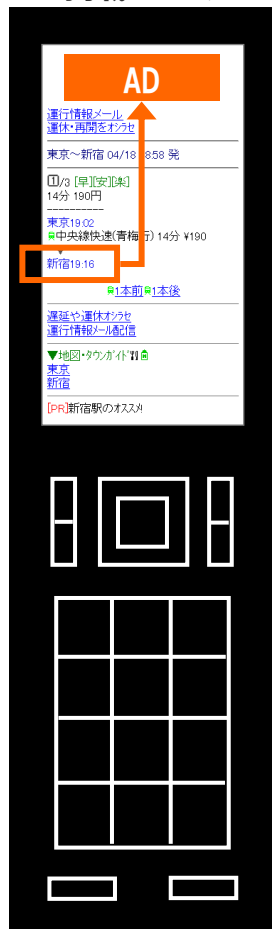 AD
運行情報メール
運休・再開をオシラセ
東京～新宿 04/18 8:58 発
1/3 [早][安][楽]
14分 190円
----------
東京19:02
中央線快速(青梅行) 14分 ¥190
▼
新宿19:16
1本前 1本後
遅延や運休オシラセ
運行情報メール配信
▼地図・タウンガイド
東京
新宿
[PR]新宿駅のオススメ